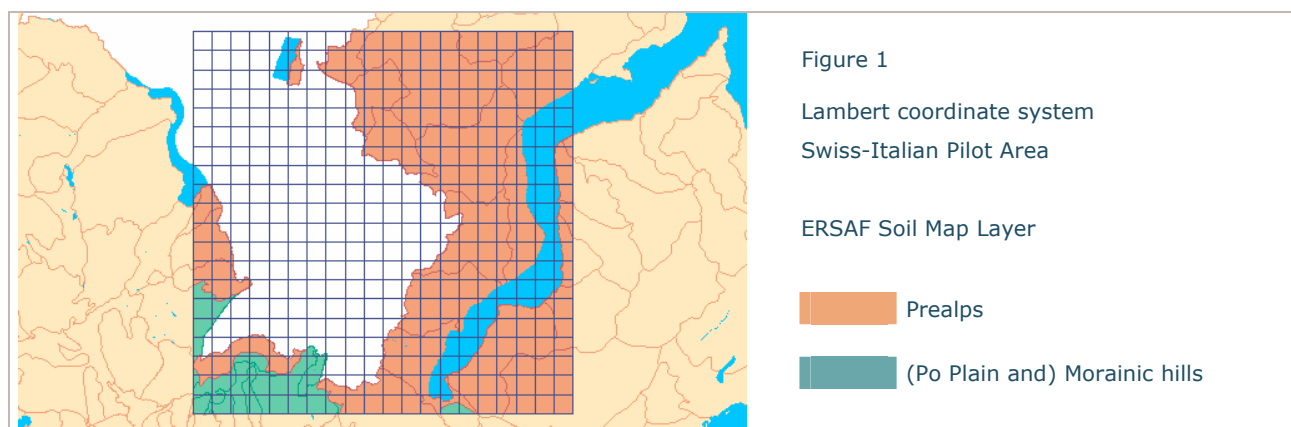 Figure 1
Lambert coordinate system
Swiss-Italian Pilot Area
ERSAF Soil Map Layer
Prealps
(Po Plain and) Morainic hills